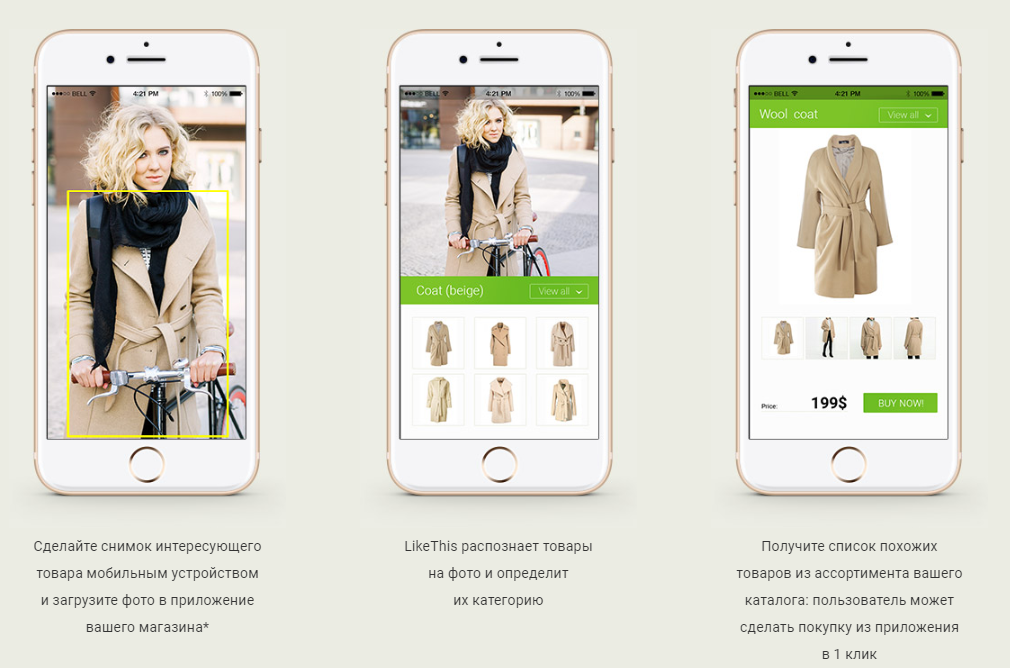 ●●●○○ BELL 4:21 PM 100%
●●●○○ BELL 4:21 PM 100%
Coat (beige) View all
●●●○○ BELL 4:21 PM 100%
Wool coat View all
Price: 199$ BUY NOW!
Сделайте снимок интересующего
товара мобильным устройством
и загрузите фото в приложение
вашего магазина*
LikeThis распознает товары
на фото и определит
их категорию
Получите список похожих
товаров из ассортимента вашего
каталога: пользователь может
сделать покупку из приложения
в 1 клик